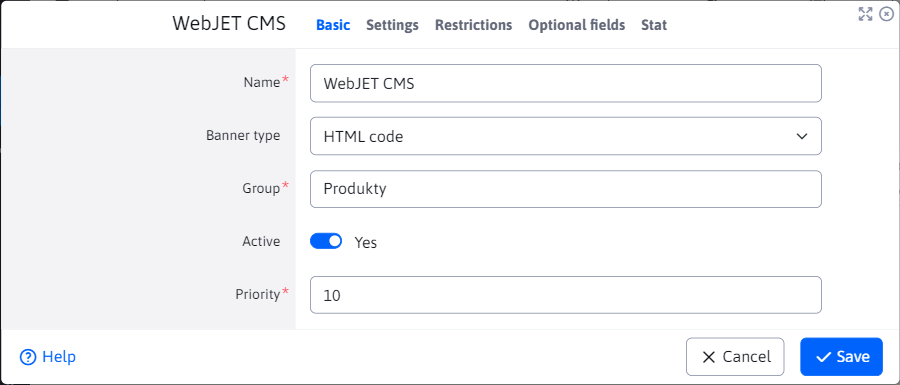 WebJET CMS Basic Settings Restrictions Optional fields Stat
Name* WebJET CMS
Banner type HTML code
Group* Produkty
Active Yes
Priority* 10
Help Cancel Save